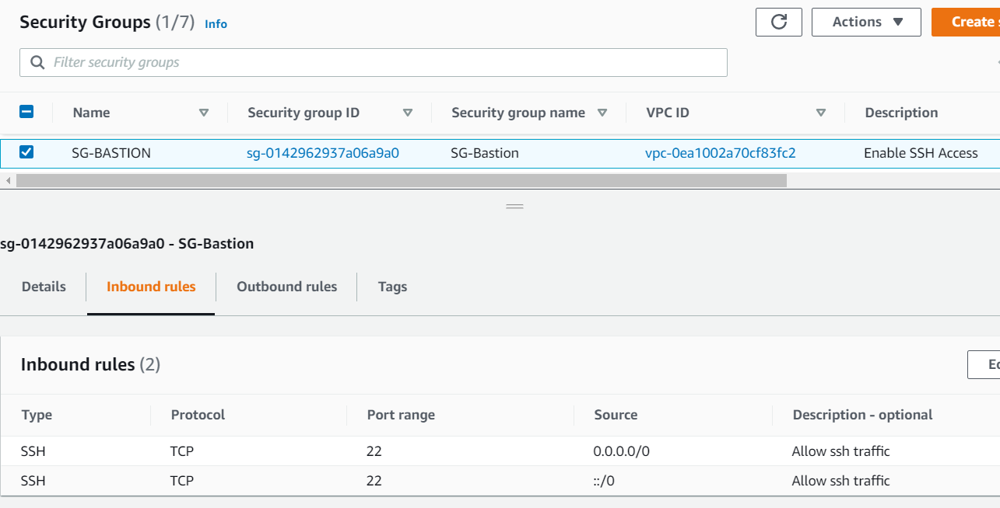 Security Groups (1/7) Info
Actions
Create
Filter security groups
Name Security group ID Security group name VPC ID Description
SG-BASTION sg-0142962937a06a9a0 SG-Bastion vpc-0ea1002a70cf83fc2 Enable SSH Access
sg-0142962937a06a9a0 - SG-Bastion
Details Inbound rules Outbound rules Tags
Inbound rules (2)
Type Protocol Port range Source Description - optional
SSH TCP 22 0.0.0.0/0 Allow ssh traffic
SSH TCP 22 ::/0 Allow ssh traffic